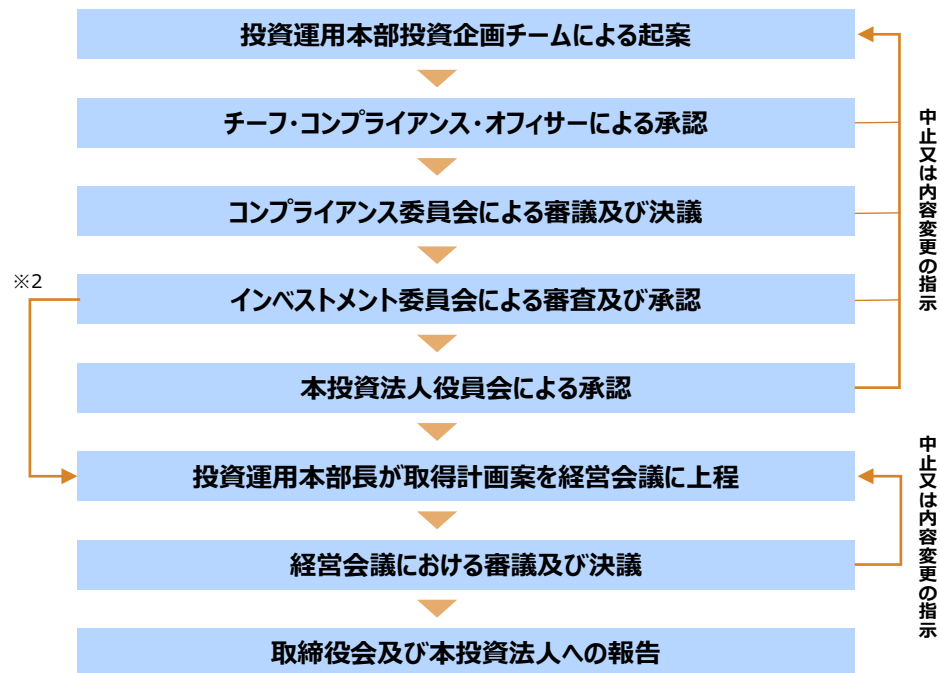 投資運用本部投資企画チームによる起案
チーフ・コンプライアンス・オフィサーによる承認
コンプライアンス委員会による審議及び決議
※2
インベストメント委員会による審査及び承認
本投資法人役員会による承認
中止又は内容変更の指示
投資運用本部長が取得計画案を経営会議に上程
経営会議における審議及び決議
取締役会及び本投資法人への報告
中止又は内容変更の指示